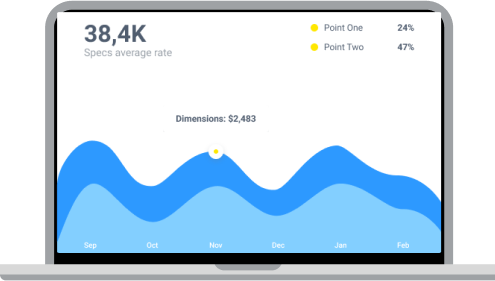 38,4K
Specs average rate
Point One 24%
Point Two 47%
Dimensions: $2,483
Sep Oct Nov Dec Jan Feb